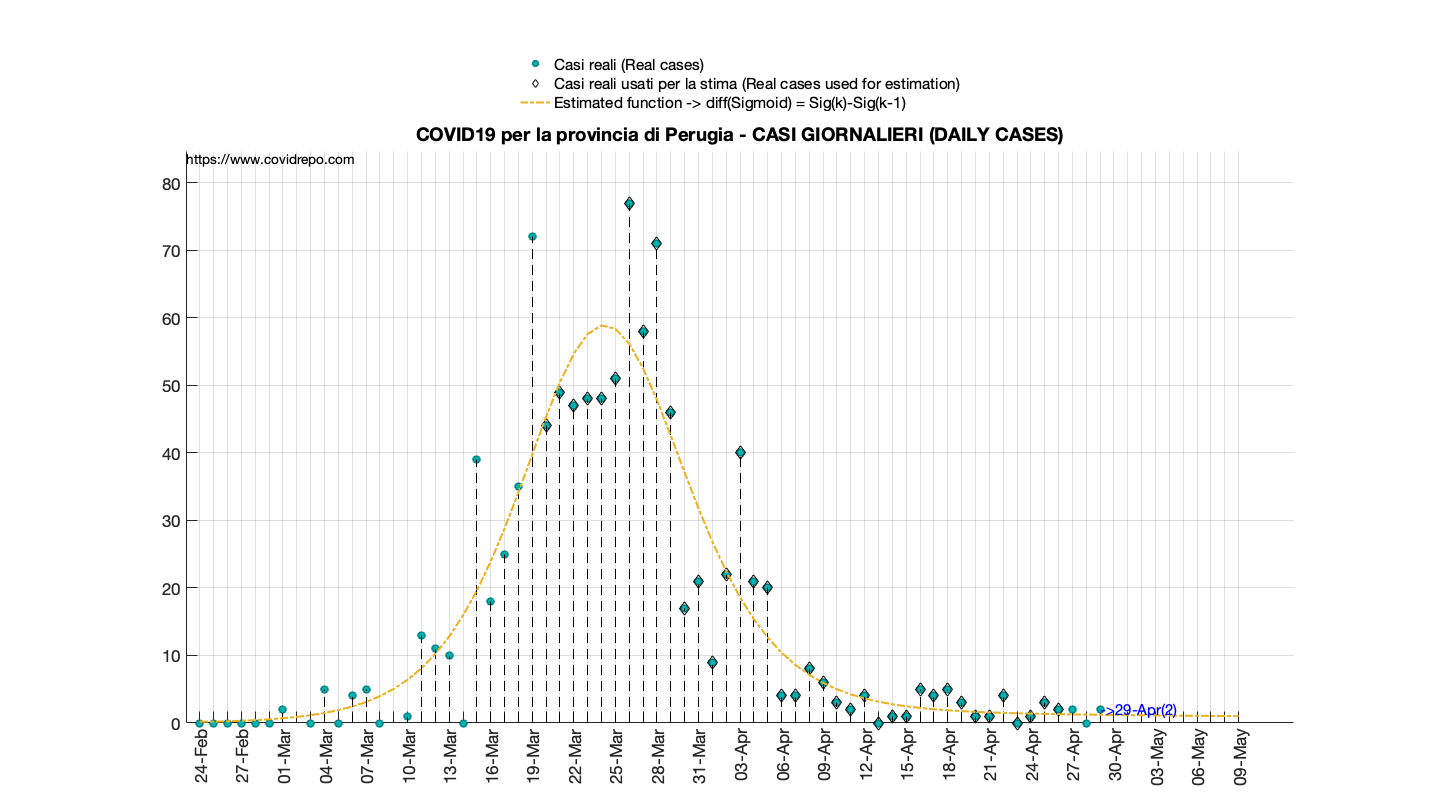 Casi reali (Real cases)
Casi reali usati per la stima (Real cases used for estimation)
Estimated function -> diff(Sigmoid) = Sig(k)-Sig(k-1)
COVID19 per la provincia di Perugia - CASI GIORNALIERI (DAILY CASES)
https://www.covidrepo.com
80
70
60
50
40
30
20
10
0
->29-Apr(2)
24-Feb
27-Feb
01-Mar
04-Mar
07-Mar
10-Mar
13-Mar
16-Mar
19-Mar
22-Mar
25-Mar
28-Mar
31-Mar
03-Apr
06-Apr
09-Apr
12-Apr
15-Apr
18-Apr
21-Apr
24-Apr
27-Apr
30-Apr
03-May
06-May
09-May